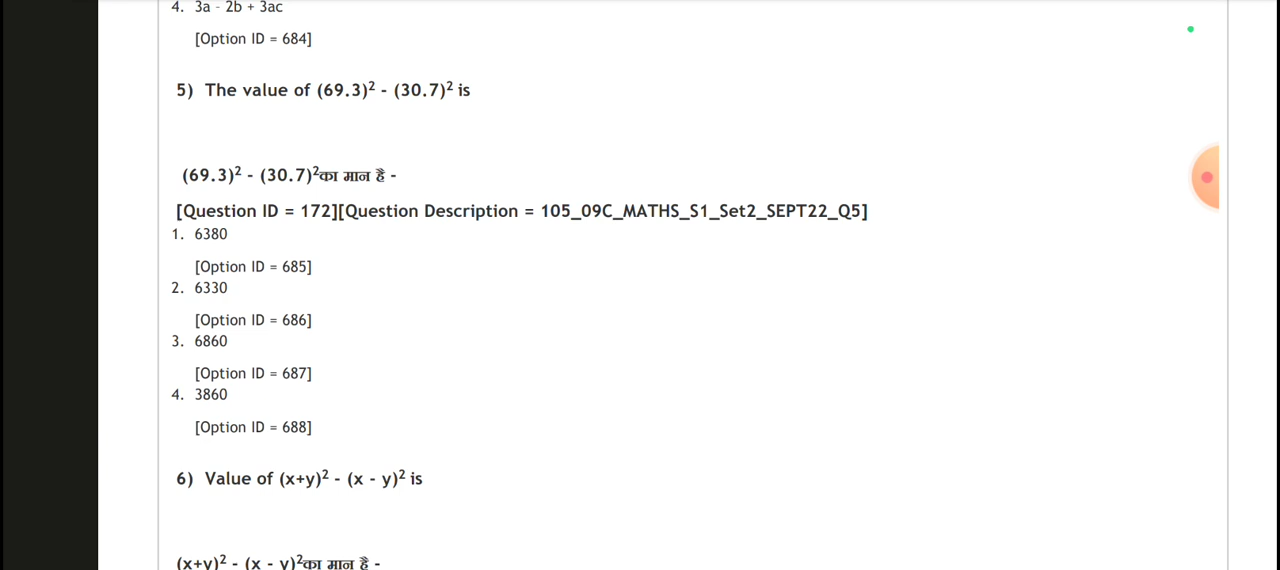 4. 3a - 2b + 3ac
[Option ID = 684]
5) The value of (69.3)² - (30.7)² is
(69.3)² - (30.7)²का मान है -
[Question ID = 172][Question Description = 105_09C_MATHS_S1_Set2_SEPT22_Q5]
1. 6380
[Option ID = 685]
2. 6330
[Option ID = 686]
3. 6860
[Option ID = 687]
4. 3860
[Option ID = 688]
6) Value of (x+y)² - (x - y)² is
(x+y)² - (x - y)²का मान है -